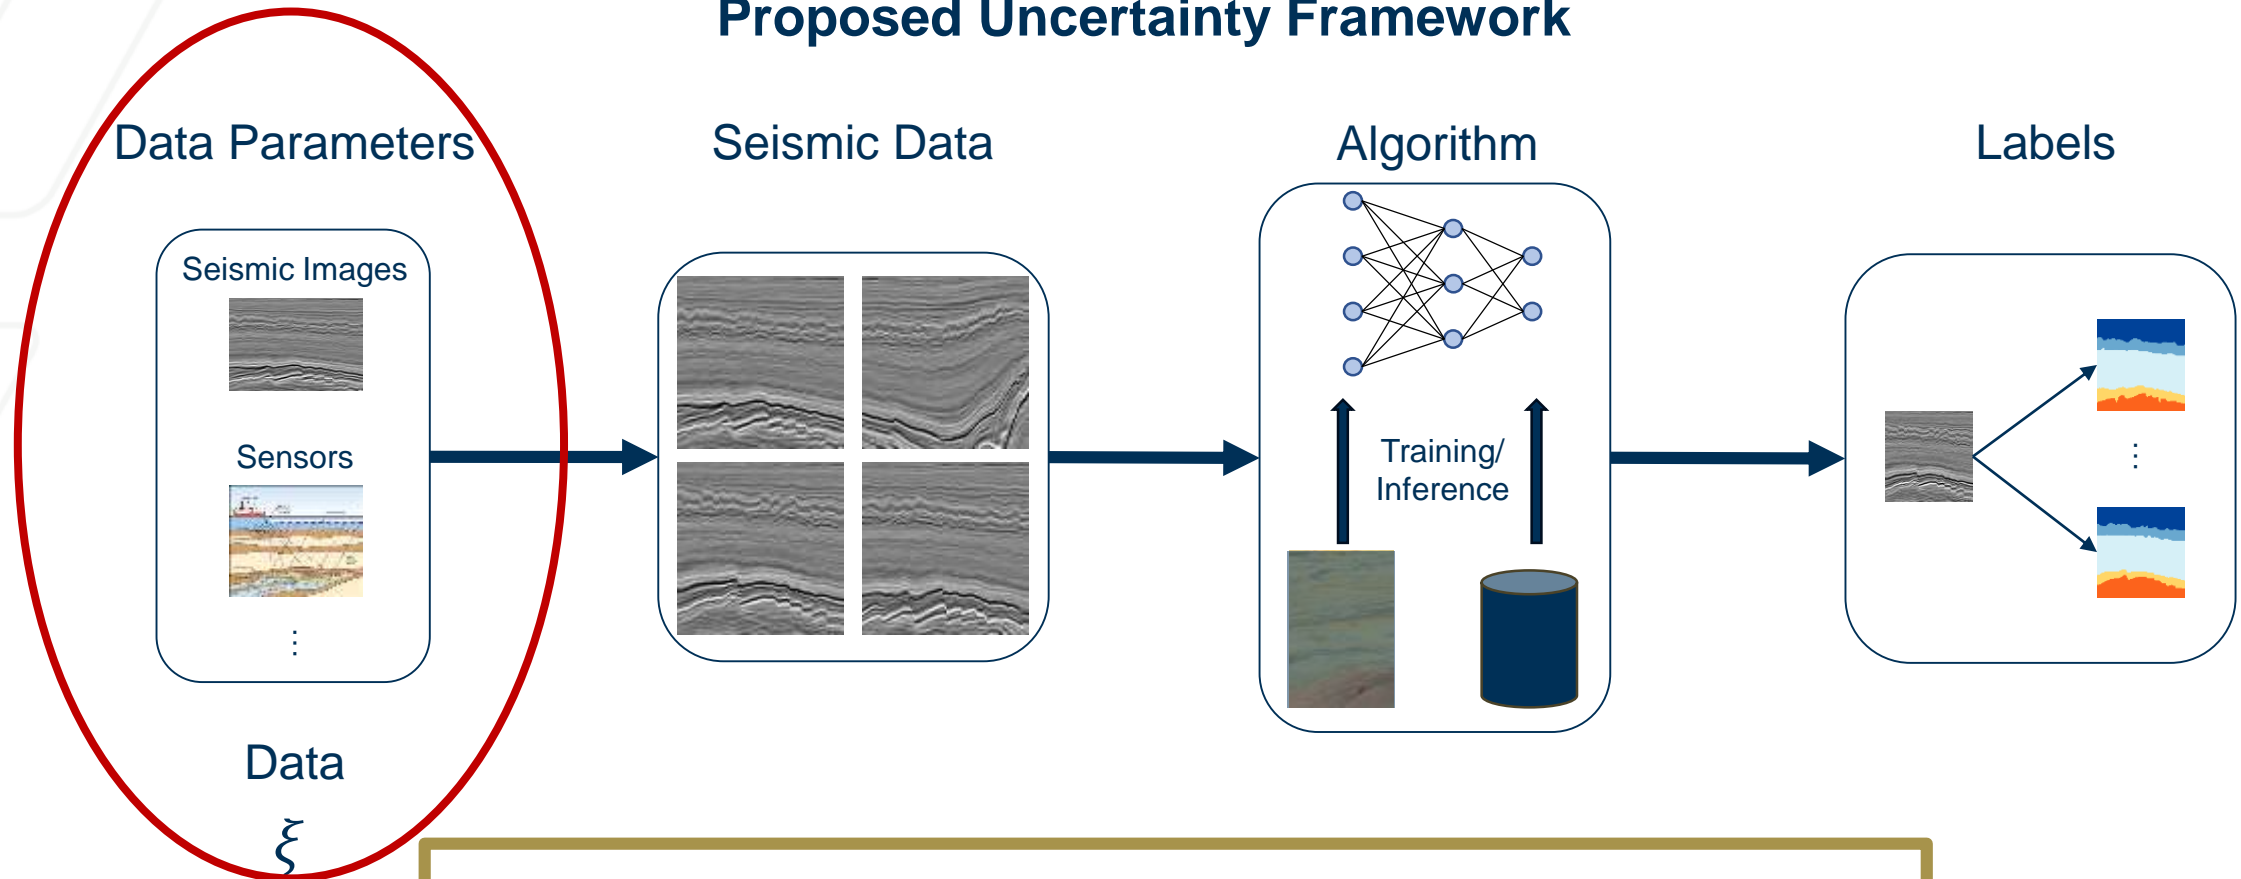 Proposed Uncertainty Framework
Data Parameters
Seismic Data
Algorithm
Labels
Seismic Images
Sensors
⋮
Training/
Inference
⋮
Data
ξ